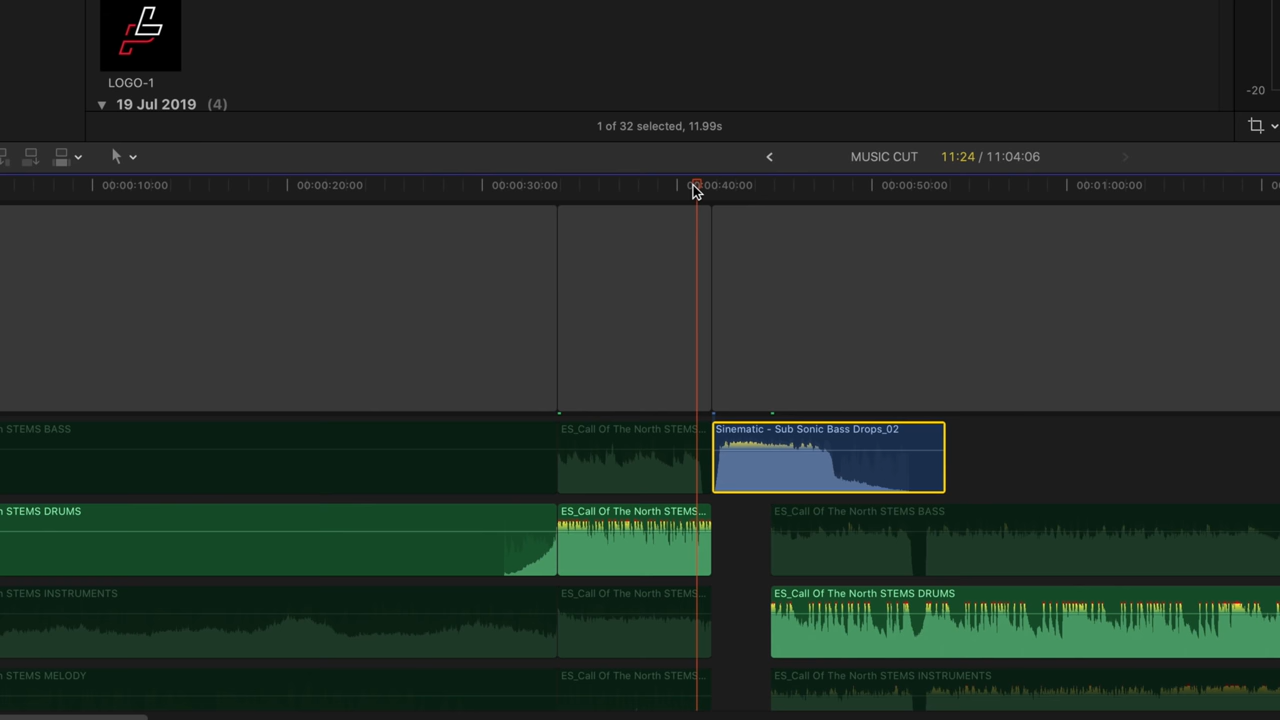 LOGO-1
19 Jul 2019 (4)
-20
1 of 32 selected, 11.99s
MUSIC CUT 11:24 / 11:04:06
00:00:10:00 00:00:20:00 00:00:30:00 00:00:40:00 00:00:50:00 00:01:00:00
STEMS BASS ES_Call Of The North STEMS... Sinematic - Sub Sonic Bass Drops_02
STEMS DRUMS ES_Call Of The North STEMS... ES_Call Of The North STEMS BASS
STEMS INSTRUMENTS ES_Call Of The North STEMS... ES_Call Of The North STEMS DRUMS
STEMS MELODY ES_Call Of The North STEMS... ES_Call Of The North STEMS INSTRUMENTS